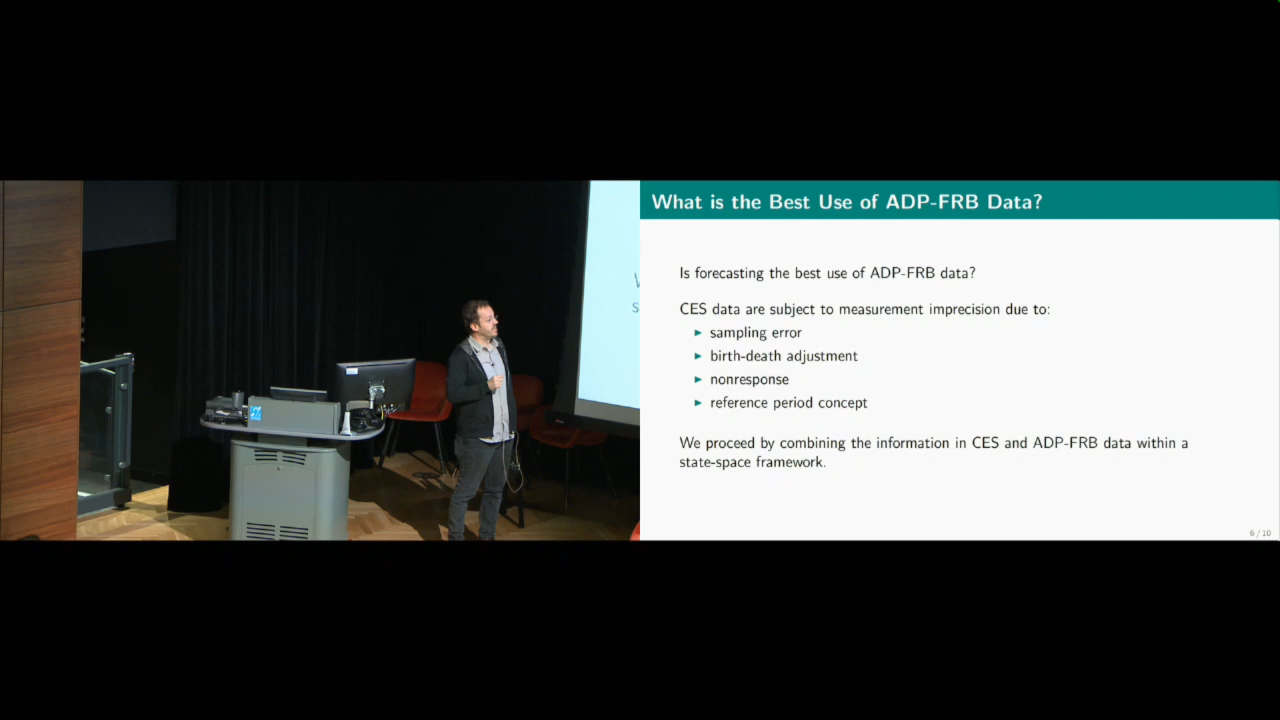 What is the Best Use of ADP-FRB Data?
Is forecasting the best use of ADP-FRB data?
CES data are subject to measurement imprecision due to:
sampling error
birth-death adjustment
nonresponse
reference period concept
We proceed by combining the information in CES and ADP-FRB data within a
state-space framework.
6 / 10